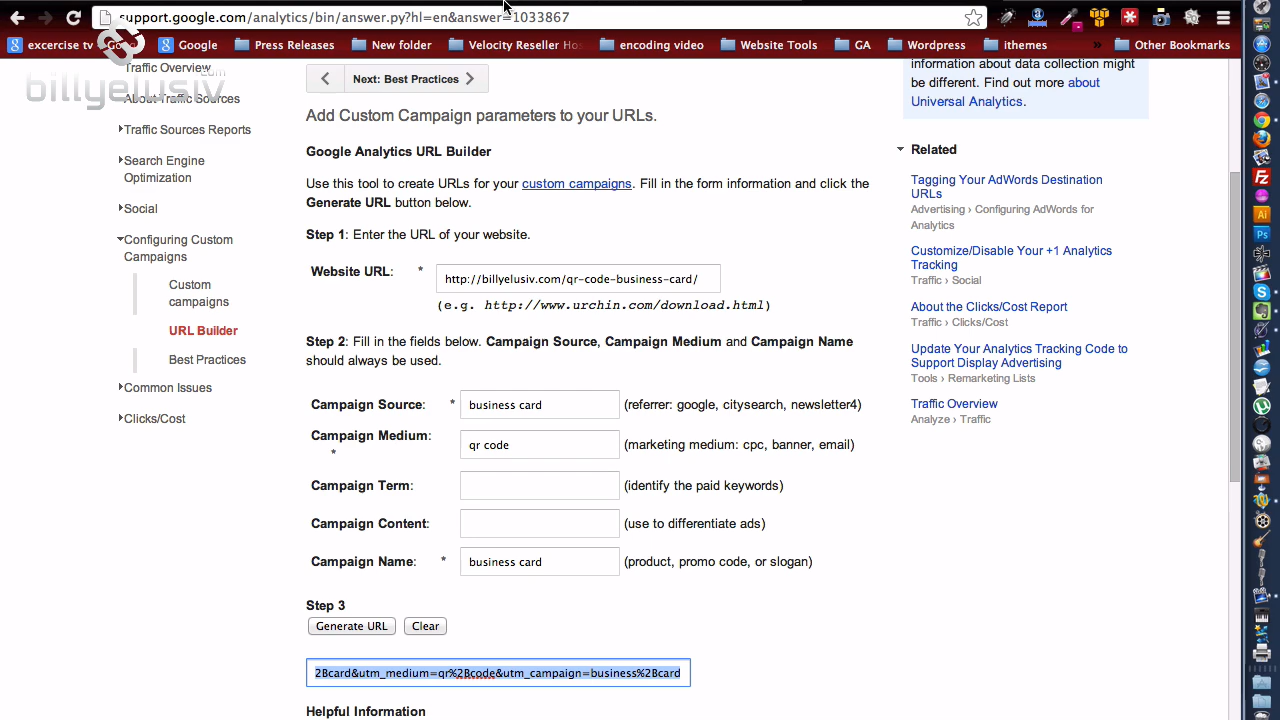 support.google.com/analytics/bin/answer.py?hl=en&answer=1033867
excercise tv
Google
Press Releases
New folder
Velocity Reseller Hos
encoding video
Website Tools
GA
Wordpress
ithemes
»
Other Bookmarks
billyelusiv.com
Traffic Overview
About Traffic Sources
Traffic Sources Reports
Search Engine
Optimization
Social
Configuring Custom
Campaigns
Custom
campaigns
URL Builder
Best Practices
Common Issues
Clicks/Cost
Next: Best Practices
Add Custom Campaign parameters to your URLs.
Google Analytics URL Builder
Use this tool to create URLs for your custom campaigns. Fill in the form information and click the
Generate URL button below.
Step 1: Enter the URL of your website.
Website URL: * http://billyelusiv.com/qr-code-business-card/
(e.g. http://www.urchin.com/download.html)
Step 2: Fill in the fields below. Campaign Source, Campaign Medium and Campaign Name
should always be used.
Campaign Source: * business card (referrer: google, citysearch, newsletter4)
Campaign Medium: * qr code (marketing medium: cpc, banner, email)
Campaign Term: (identify the paid keywords)
Campaign Content: (use to differentiate ads)
Campaign Name: * business card (product, promo code, or slogan)
Step 3
Generate URL Clear
2Bcard&utm_medium=qr%2Bcode&utm_campaign=business%2Bcard
Helpful Information
information about data collection might
be different. Find out more about
Universal Analytics.
Related
Tagging Your AdWords Destination
URLs
Advertising › Configuring AdWords for
Analytics
Customize/Disable Your +1 Analytics
Tracking
Traffic › Social
About the Clicks/Cost Report
Traffic › Clicks/Cost
Update Your Analytics Tracking Code to
Support Display Advertising
Tools › Remarketing Lists
Traffic Overview
Analyze › Traffic